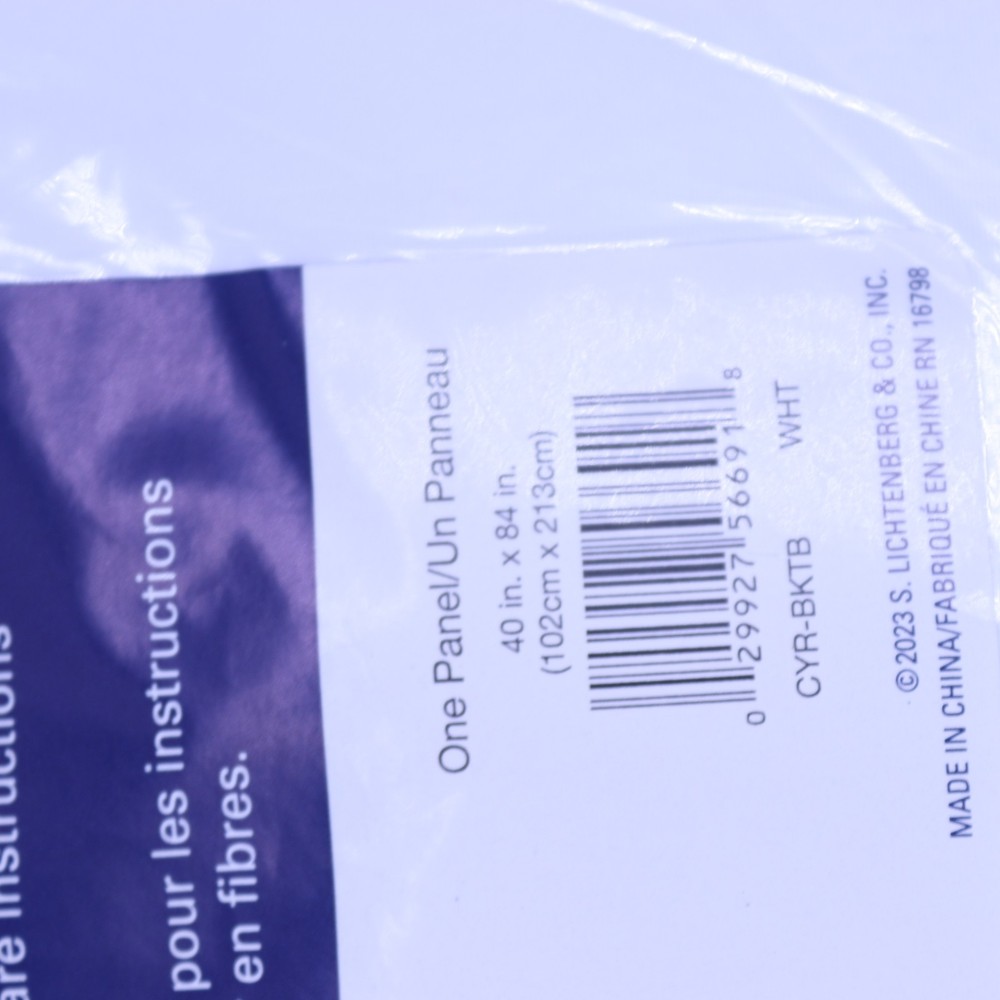 are instructions
pour les instructions
en fibres.
One Panel/Un Panneau
40 in. x 84 in.
(102cm x 213cm)
0 29927 56691 8
CYR-BKTB WHT
©2023 S. LICHTENBERG & CO., INC.
MADE IN CHINA/FABRIQUÉ EN CHINE RN 16798